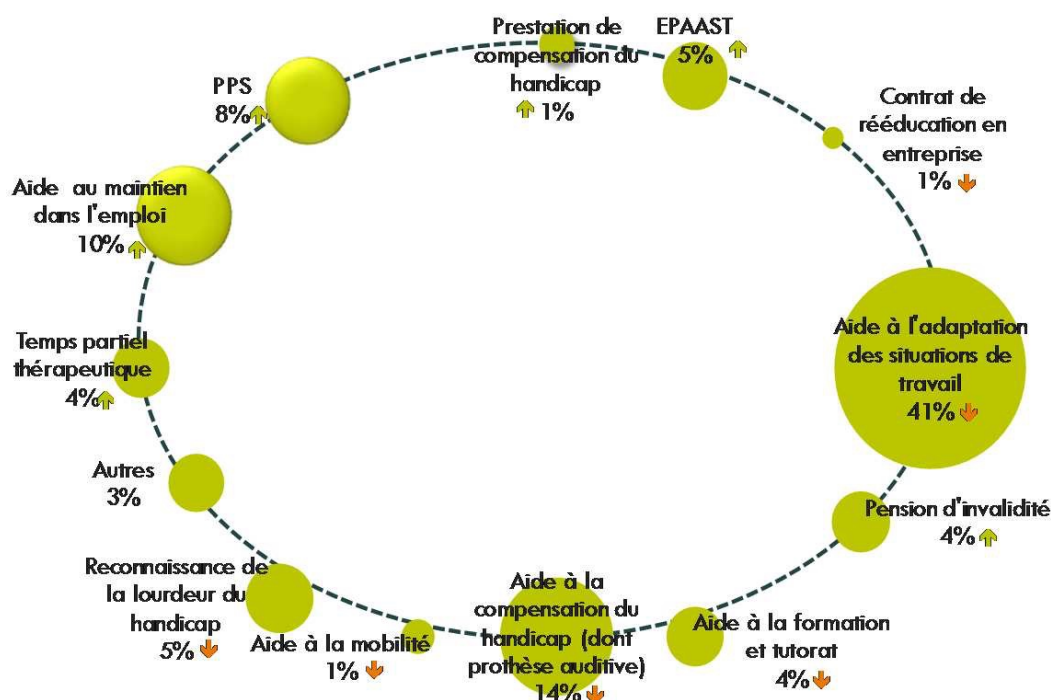 Prestation de
compensation du
handicap
1%
EPAAST
5%
Contrat de
rééducation en
entreprise
1%
Aide à l'adaptation
des situations de
travail
41%
Pension d'invalidité
4%
Aide à la formation
et tutorat
4%
Aide à la
compensation du
handicap (dont
prothèse auditive)
14%
Aide à la mobilité
1%
Reconnaissance de
la lourdeur du
handicap
5%
Autres
3%
Temps partiel
thérapeutique
4%
Aide au maintien
dans l'emploi
10%
PPS
8%